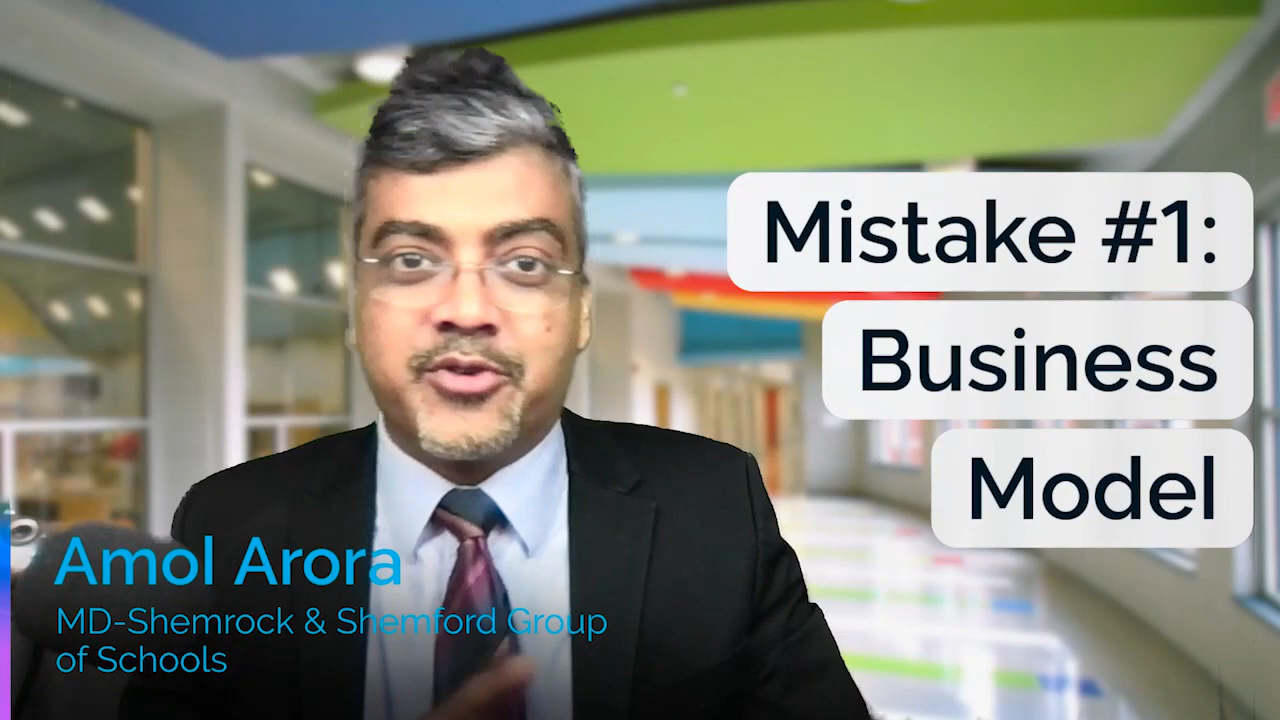 Mistake #1:
Business
Model
Amol Arora
MD-Shemrock & Shemford Group
of Schools